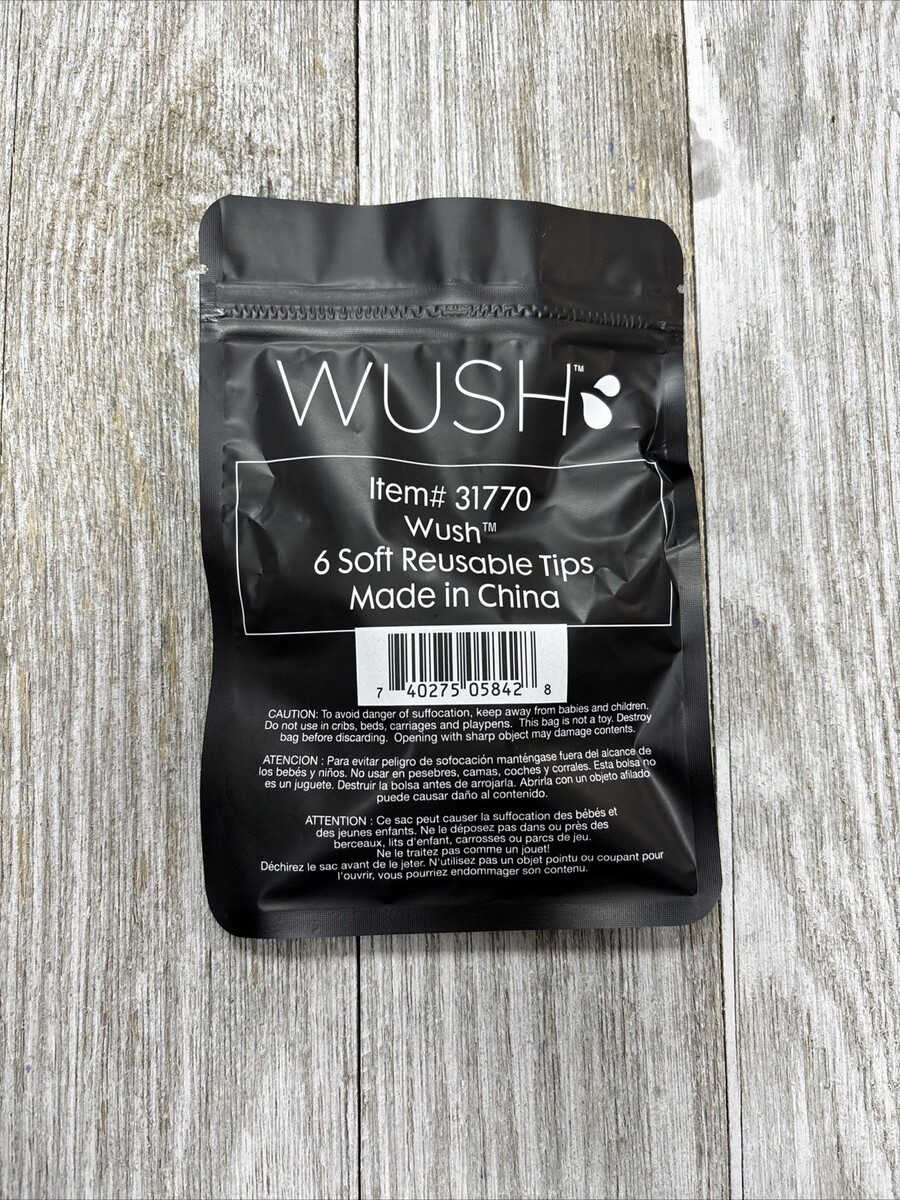 WUSH™
Item# 31770
Wush™
6 Soft Reusable Tips
Made in China
7 40275 05842 8
CAUTION: To avoid danger of suffocation, keep away from babies and children.
Do not use in cribs, beds, carriages and playpens. This bag is not a toy. Destroy
bag before discarding. Opening with sharp object may damage contents.
ATENCION : Para evitar peligro de sofocación manténgase fuera del alcance de
los bebés y niños. No usar en pesebres, camas, coches y corrales. Esta bolsa no
es un juguete. Destruir la bolsa antes de arrojarla. Abrirla con un objeto afilado
puede causar daño al contenido.
ATTENTION : Ce sac peut causer la suffocation des bébés et
des jeunes enfants. Ne le déposez pas dans ou près des
berceaux, lits d'enfant, carrosses ou parcs de jeu.
Ne le traitez pas comme un jouet!
Déchirez le sac avant de le jeter. N'utilisez pas un objet pointu ou coupant pour
l'ouvrir, vous pourriez endommager son contenu.